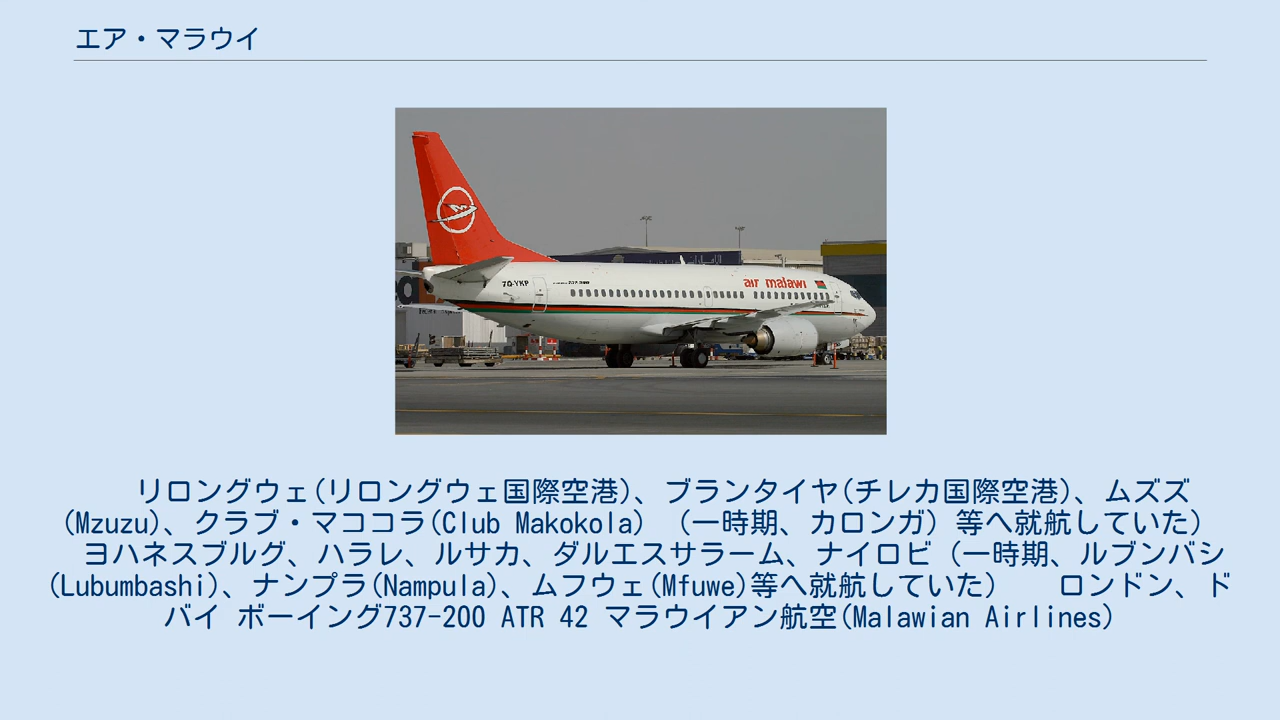 エア・マラウイ
7Q-YKP
air malawi
リロングウェ(リロングウェ国際空港)、ブランタイヤ(チレカ国際空港)、ムズズ
(Mzuzu)、クラブ・マココラ(Club Makokola) (一時期、カロンガ) 等へ就航していた)
ヨハネスブルグ、ハラレ、ルサカ、ダルエスサラーム、ナイロビ (一時期、ルブンバシ
(Lubumbashi)、ナンプラ(Nampula)、ムフウェ(Mfuwe)等へ就航していた)　　ロンドン、ド
バイ ボーイング737-200 ATR 42 マラウイアン航空(Malawian Airlines)